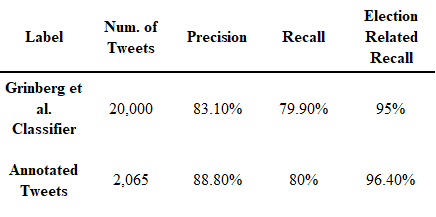 Label Num. of Tweets Precision Recall Election Related Recall
Grinberg et al. Classifier 20,000 83.10% 79.90% 95%
Annotated Tweets 2,065 88.80% 80% 96.40%